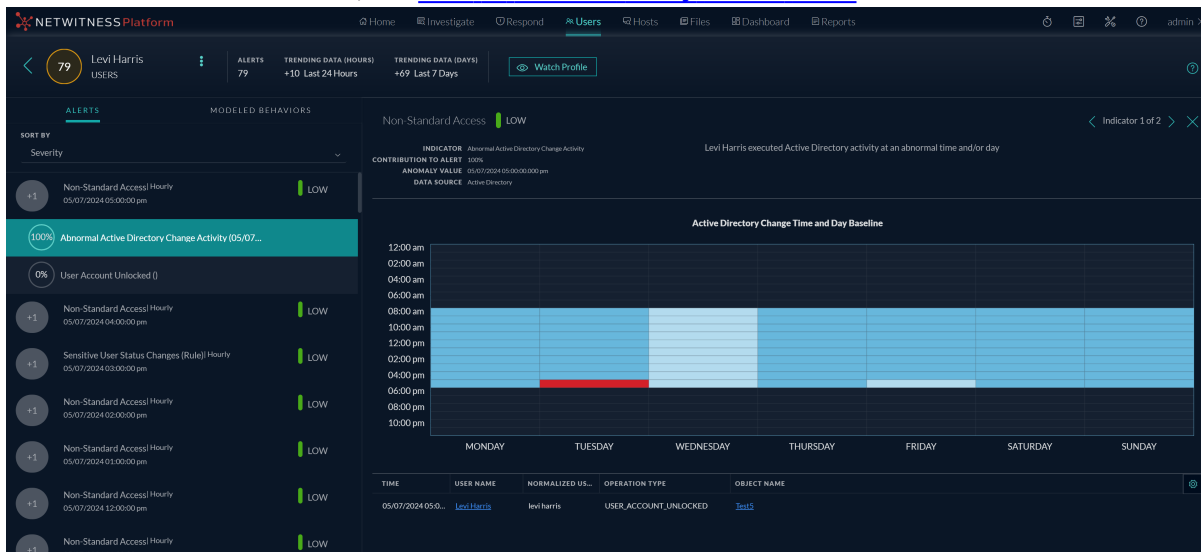 NETWITNESS Platform
Home Investigate Respond Users Hosts Files Dashboard Reports admin
79 Levi Harris
USERS
ALERTS
79
TRENDING DATA (HOURS)
+10 Last 24 Hours
TRENDING DATA (DAYS)
+69 Last 7 Days
Watch Profile
ALERTS MODELED BEHAVIORS
SORT BY
Severity
+1 Non-Standard Access| Hourly LOW
05/07/2024 05:00:00 pm
100% Abnormal Active Directory Change Activity (05/07...
0% User Account Unlocked ()
+1 Non-Standard Access| Hourly LOW
05/07/2024 04:00:00 pm
+1 Sensitive User Status Changes (Rule)| Hourly LOW
05/07/2024 03:00:00 pm
+1 Non-Standard Access| Hourly LOW
05/07/2024 02:00:00 pm
+1 Non-Standard Access| Hourly LOW
05/07/2024 01:00:00 pm
+1 Non-Standard Access| Hourly LOW
05/07/2024 12:00:00 pm
+1 Non-Standard Access| Hourly LOW
Non-Standard Access LOW
Indicator 1 of 2
INDICATOR Abnormal Active Directory Change Activity
CONTRIBUTION TO ALERT 100%
ANOMALY VALUE 05/07/2024 05:00:00.000 pm
DATA SOURCE Active Directory
Levi Harris executed Active Directory activity at an abnormal time and/or day
Active Directory Change Time and Day Baseline
12:00 am
02:00 am
04:00 am
06:00 am
08:00 am
10:00 am
12:00 pm
02:00 pm
04:00 pm
06:00 pm
08:00 pm
10:00 pm
MONDAY TUESDAY WEDNESDAY THURSDAY FRIDAY SATURDAY SUNDAY
TIME USER NAME NORMALIZED US... OPERATION TYPE OBJECT NAME
05/07/2024 05:0... Levi Harris levi harris USER_ACCOUNT_UNLOCKED Test5